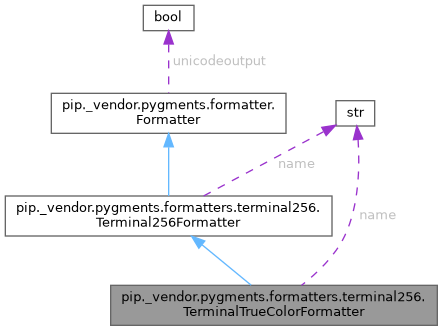 bool
unicodeoutput
pip._vendor.pygments.formatter.
Formatter
str
name
pip._vendor.pygments.formatters.terminal256.
Terminal256Formatter
name
pip._vendor.pygments.formatters.terminal256.
TerminalTrueColorFormatter